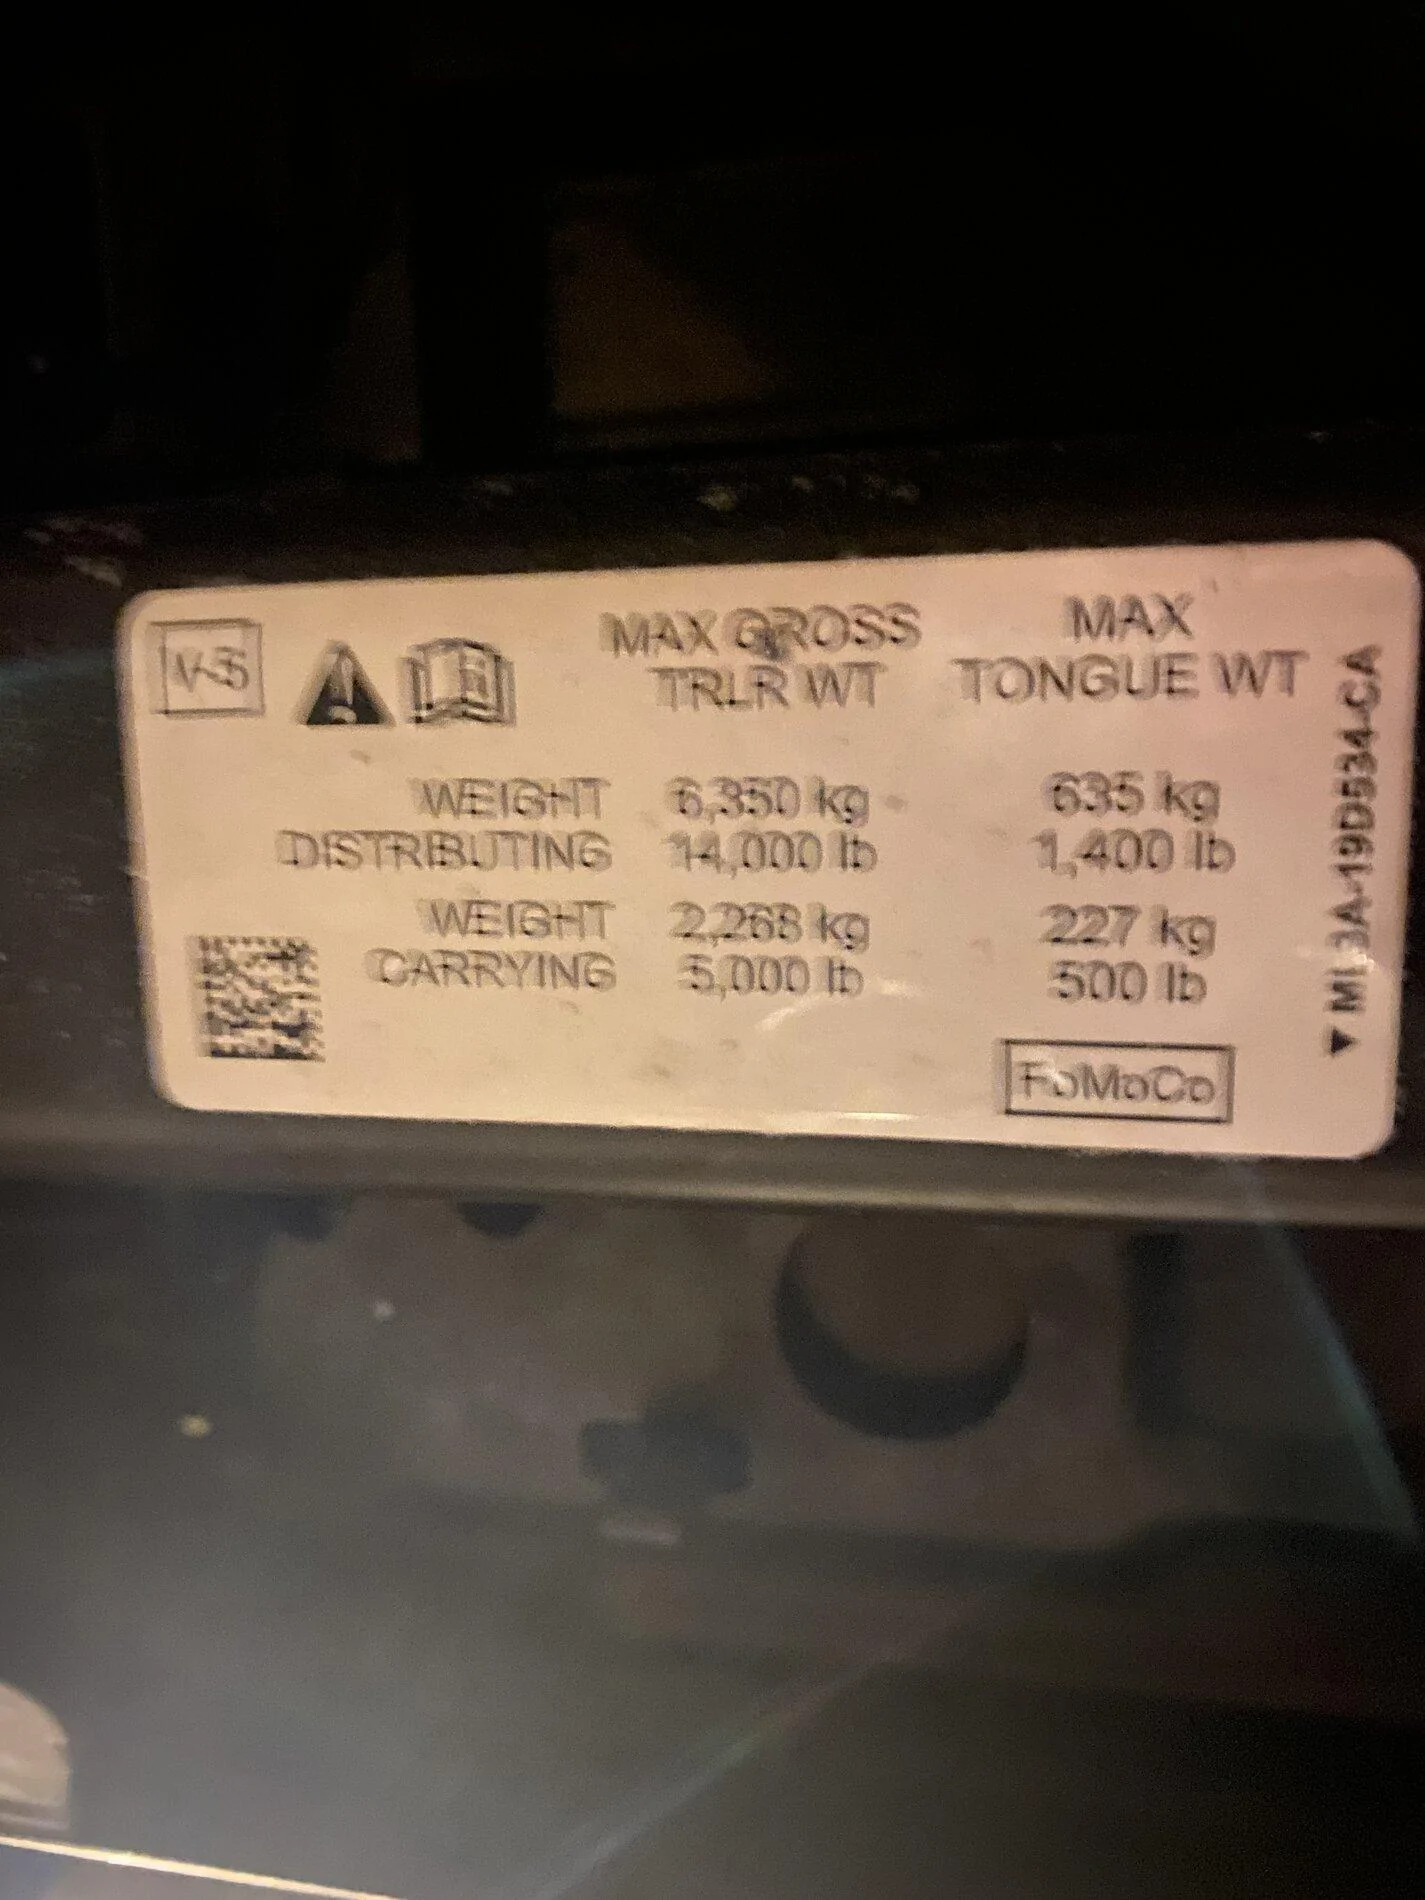 MAX GROSS MAX
TRLR WT TONGUE WT
WEIGHT 6,350 kg 635 kg
DISTRIBUTING 14,000 lb 1,400 lb
WEIGHT 2,268 kg 227 kg
CARRYING 5,000 lb 500 lb
FoMoCo
ML3A-19D534-CA